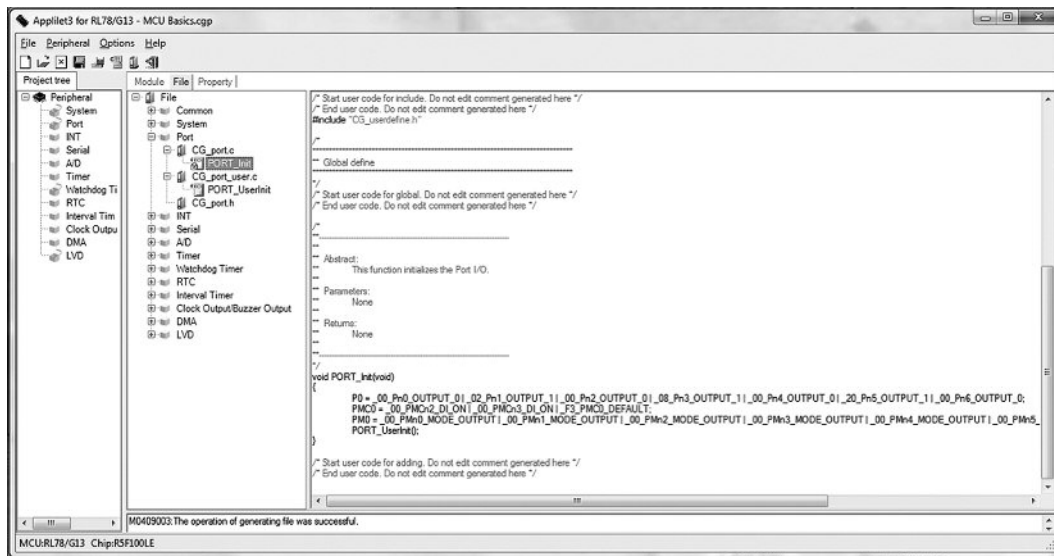 Applilet3 for RL78/G13 - MCU Basics.cgp
File Peripheral Options Help
Project tree
Peripheral
System
Port
INT
Serial
A/D
Timer
Watchdog Ti
RTC
Interval Tim
Clock Outpu
DMA
LVD
Module File Property
File
Common
System
Port
CG_port.c
PORT_Init
CG_port_user.c
PORT_UserInit
CG_port.h
INT
Serial
A/D
Timer
Watchdog Timer
RTC
Interval Timer
Clock Output/Buzzer Output
DMA
LVD
/* Start user code for include. Do not edit comment generated here */
/* End user code. Do not edit comment generated here */
#include "CG_userdefine.h"
/*
** Global define
*/
/* Start user code for global. Do not edit comment generated here */
/* End user code. Do not edit comment generated here */
/*
**
** Abstract:
** This function initializes the Port I/O.
**
** Parameters:
** None
**
** Returns:
** None
**
*/
void PORT_Init(void)
{
P0 = _00_Pn0_OUTPUT_0 | _02_Pn1_OUTPUT_1 | _00_Pn2_OUTPUT_0 | _08_Pn3_OUTPUT_1 | _00_Pn4_OUTPUT_0 | _20_Pn5_OUTPUT_1 | _00_Pn6_OUTPUT_0;
PMC0 = _00_PMCn2_DI_ON | _00_PMCn3_DI_ON | _F3_PMC0_DEFAULT;
PM0 = _00_PMn0_MODE_OUTPUT | _00_PMn1_MODE_OUTPUT | _00_PMn2_MODE_OUTPUT | _00_PMn3_MODE_OUTPUT | _00_PMn4_MODE_OUTPUT | _00_PMn5_
PORT_UserInit();
}
/* Start user code for adding. Do not edit comment generated here */
/* End user code. Do not edit comment generated here */
M0409003:The operation of generating file was successful.
MCU:RL78/G13 Chip:R5F100LE